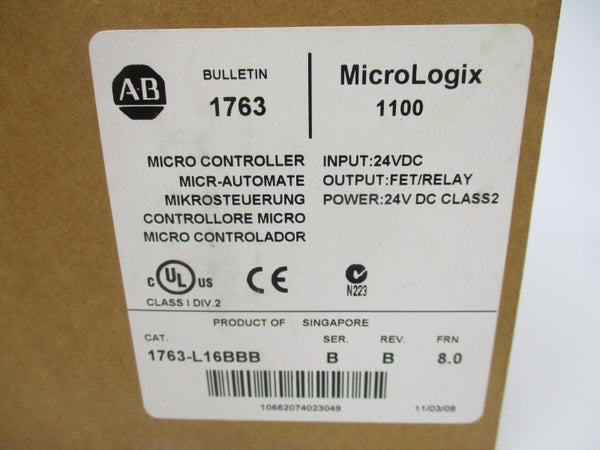 AB
BULLETIN
1763
MicroLogix
1100
MICRO CONTROLLER
MICR-AUTOMATE
MIKROSTEUERUNG
CONTROLLORE MICRO
MICRO CONTROLADOR
INPUT:24VDC
OUTPUT:FET/RELAY
POWER:24V DC CLASS2
C UL US
CLASS I DIV.2
CE
N223
PRODUCT OF SINGAPORE
CAT. SER. REV. FRN
1763-L16BBB B B 8.0
10662074023049 11/03/08